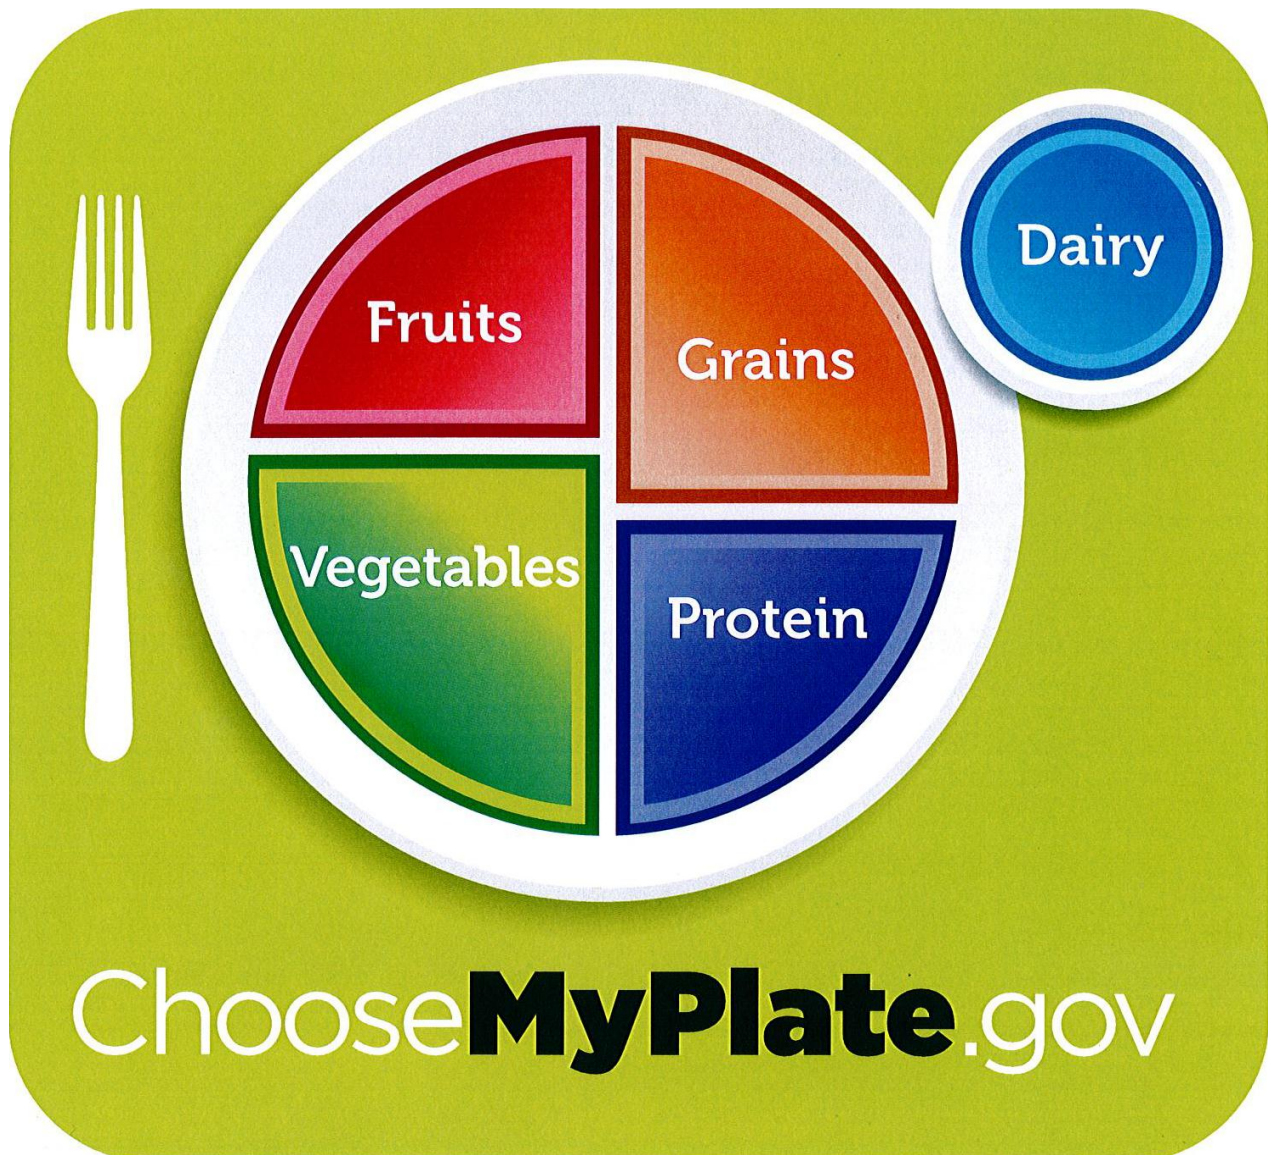 Dairy
Fruits
Grains
Vegetables
Protein
ChooseMyPlate.gov